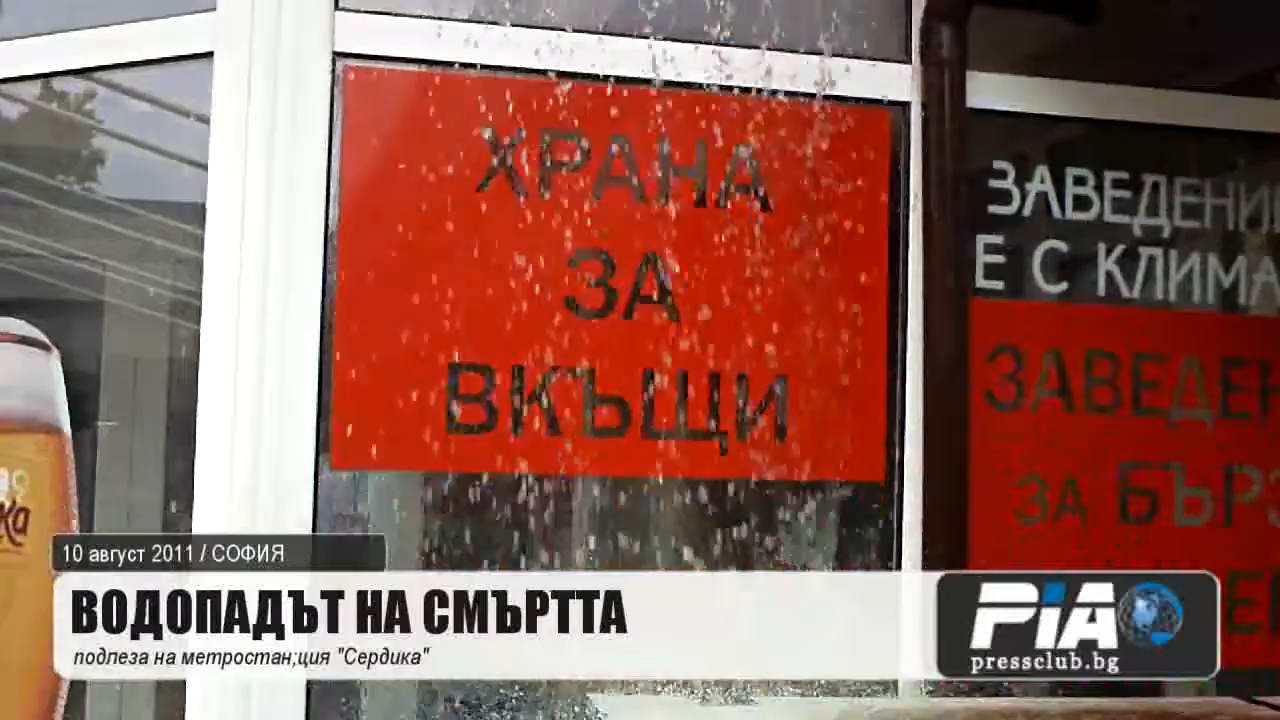 ХРАНА
ЗА
ВКЪЩИ
ЗАВЕДЕНИ
Е С КЛИМА
ЗАВЕДЕН
ЗА БЪРЗ
10 август 2011 / СОФИЯ
ВОДОПАДЪТ НА СМЪРТТА
подлеза на метростан;ция "Сердика"
PiA
pressclub.bg